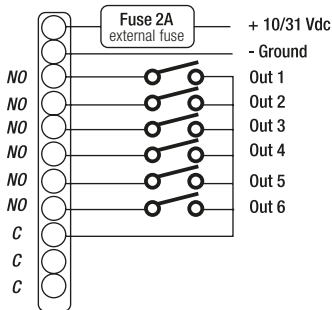 Fuse 2A
external fuse
+ 10/31 Vdc
- Ground
NO Out 1
NO Out 2
NO Out 3
NO Out 4
NO Out 5
NO Out 6
C
C
C